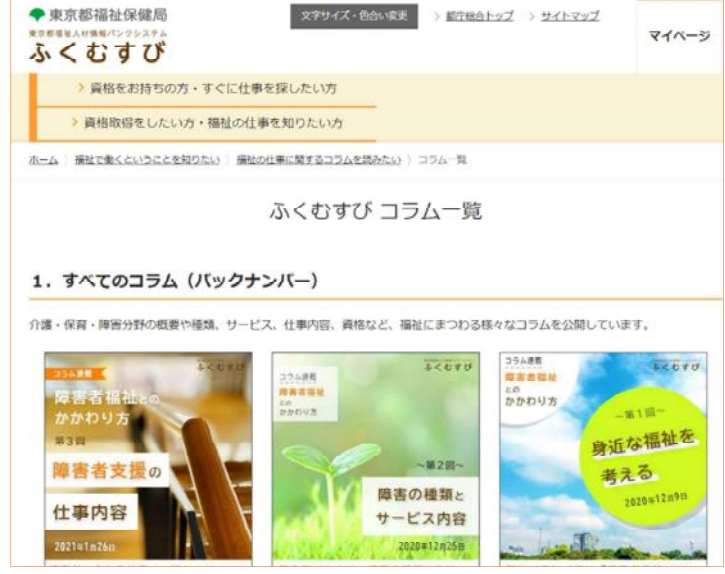 東京都福祉保健局
東京都福祉人材情報バンクシステム
ふくむすび
文字サイズ・色合い変更
> 都庁総合トップ
> サイトマップ
マイページ
> 資格をお持ちの方・すぐに仕事を探したい方
> 資格取得をしたい方・福祉の仕事を知りたい方
ホーム 〉 福祉で働くということを知りたい 〉 福祉の仕事に関するコラムを読みたい 〉 コラム一覧
ふくむすび コラム一覧
1. すべてのコラム（バックナンバー）
介護・保育・障害分野の概要や種類、サービス、仕事内容、資格など、福祉にまつわる様々なコラムを公開しています。
コラム連載
ふくむすび
障害者福祉との
かかわり方
第3回
障害者支援の
仕事内容
2021年1月26日
コラム連載
ふくむすび
障害者福祉
との
かかわり方
～第2回～
障害の種類と
サービス内容
2020年12月25日
コラム連載
ふくむすび
障害者福祉
との
かかわり方
～第1回～
身近な福祉を
考える
2020年12月9日